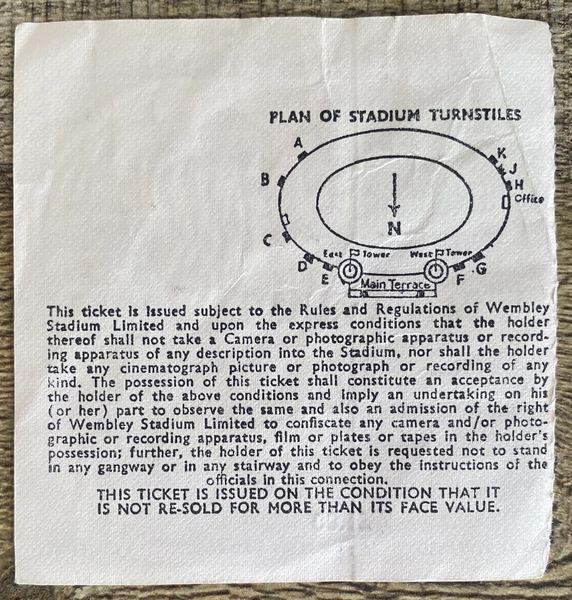 PLAN OF STADIUM TURNSTILES
A
K
J
B
H
Office
N
C
East Tower
West Tower
D
G
E
Main Terrace
F
This ticket is issued subject to the Rules and Regulations of Wembley
Stadium Limited and upon the express conditions that the holder
thereof shall not take a Camera or photographic apparatus or record-
ing apparatus of any description into the Stadium, nor shall the holder
take any cinematograph picture or photograph or recording of any
kind. The possession of this ticket shall constitute an acceptance by
the holder of the above conditions and imply an undertaking on his
(or her) part to observe the same and also an admission of the right
of Wembley Stadium Limited to confiscate any camera and/or photo-
graphic or recording apparatus, film or plates or tapes in the holder's
possession; further, the holder of this ticket is requested not to stand
in any gangway or in any stairway and to obey the instructions of the
officials in this connection.
THIS TICKET IS ISSUED ON THE CONDITION THAT IT
IS NOT RE-SOLD FOR MORE THAN ITS FACE VALUE.